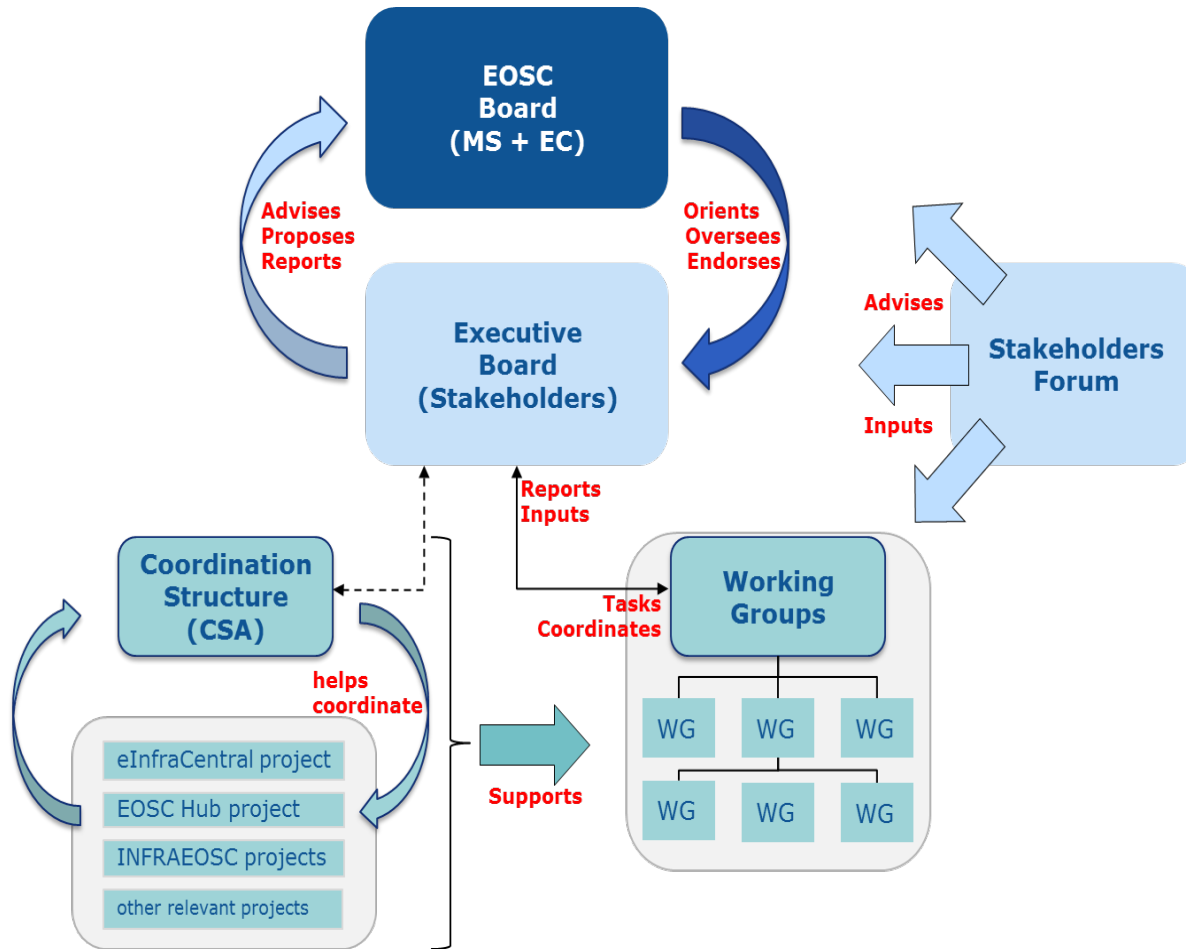 EOSC
Board
(MS + EC)
Advises
Proposes
Reports
Orients
Oversees
Endorses
Executive
Board
(Stakeholders)
Advises
Inputs
Stakeholders
Forum
Reports
Inputs
Coordination
Structure
(CSA)
Working
Groups
Tasks
Coordinates
helps
coordinate
WG
WG
WG
WG
WG
WG
Supports
eInfraCentral project
EOSC Hub project
INFRAEOSC projects
other relevant projects